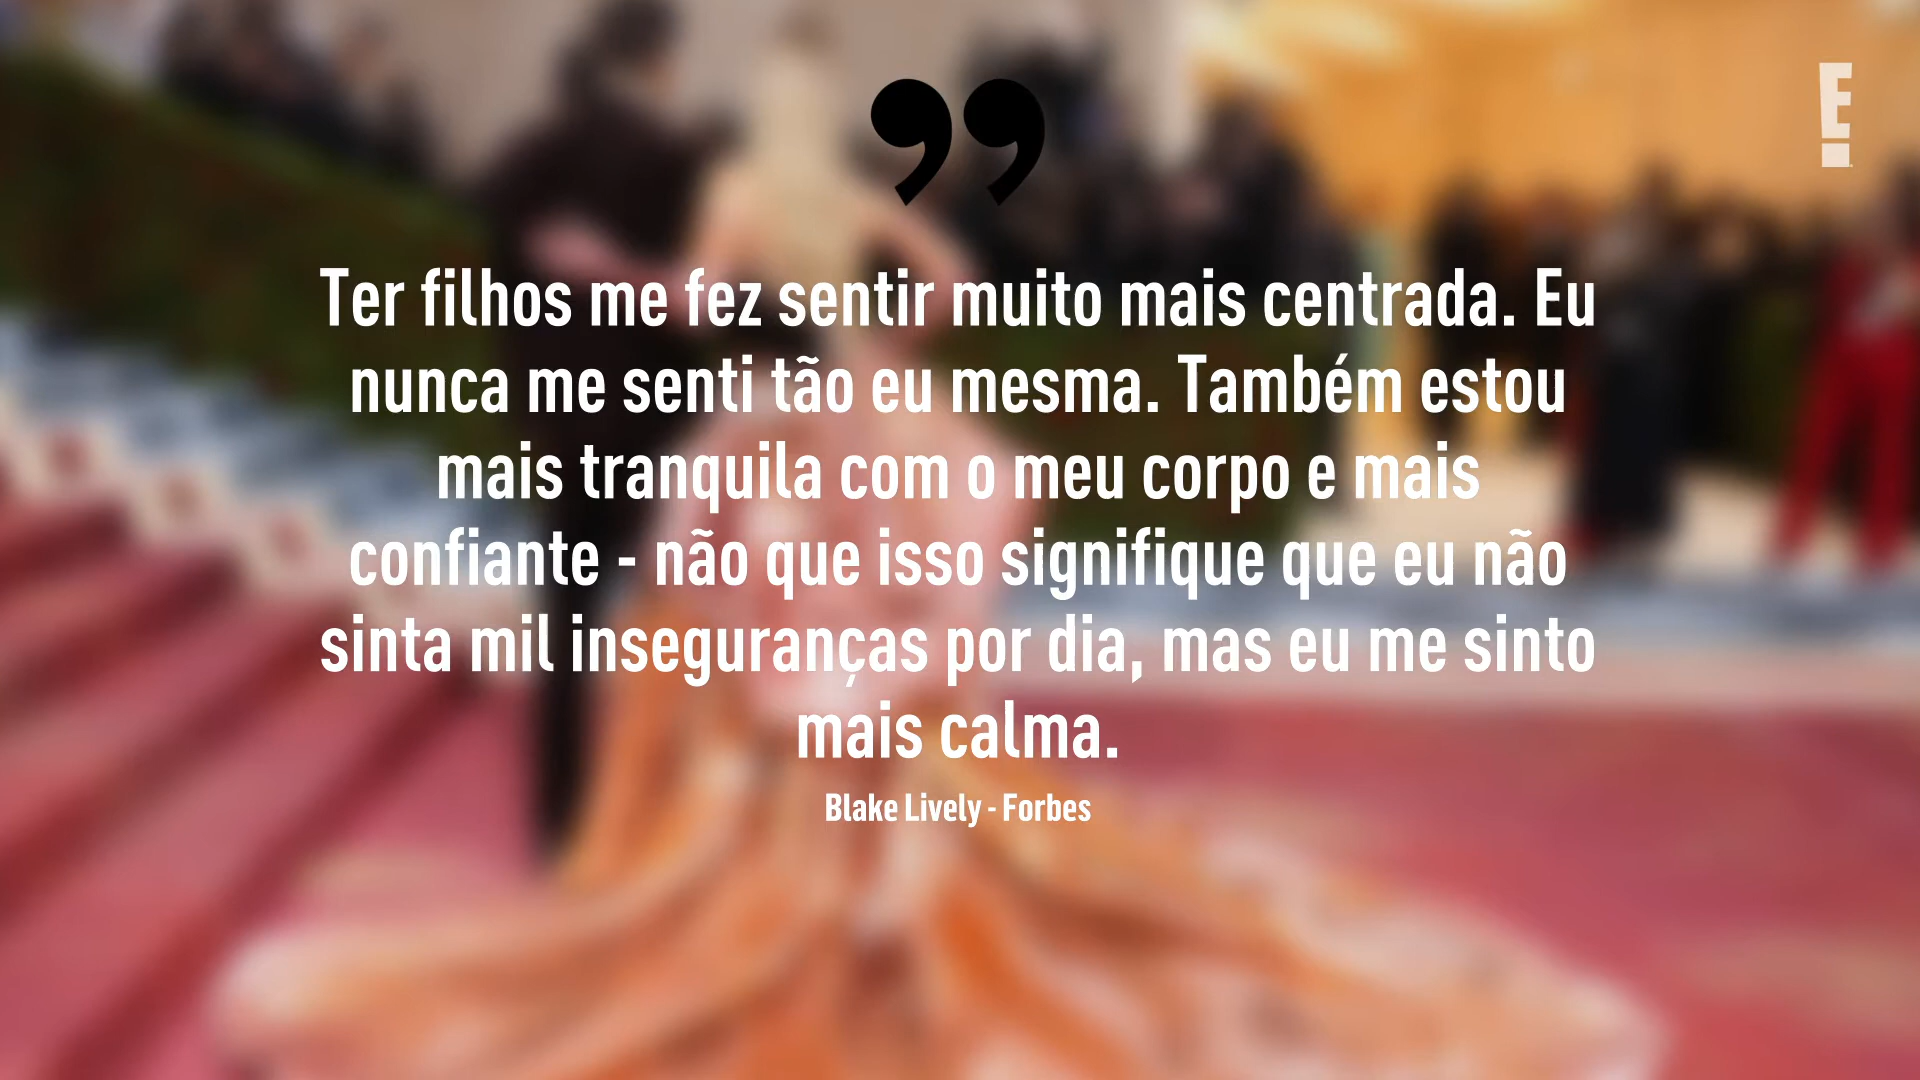 E!
”
Ter filhos me fez sentir muito mais centrada. Eu
nunca me senti tão eu mesma. Também estou
mais tranquila com o meu corpo e mais
confiante - não que isso signifique que eu não
sinta mil inseguranças por dia, mas eu me sinto
mais calma.
Blake Lively - Forbes